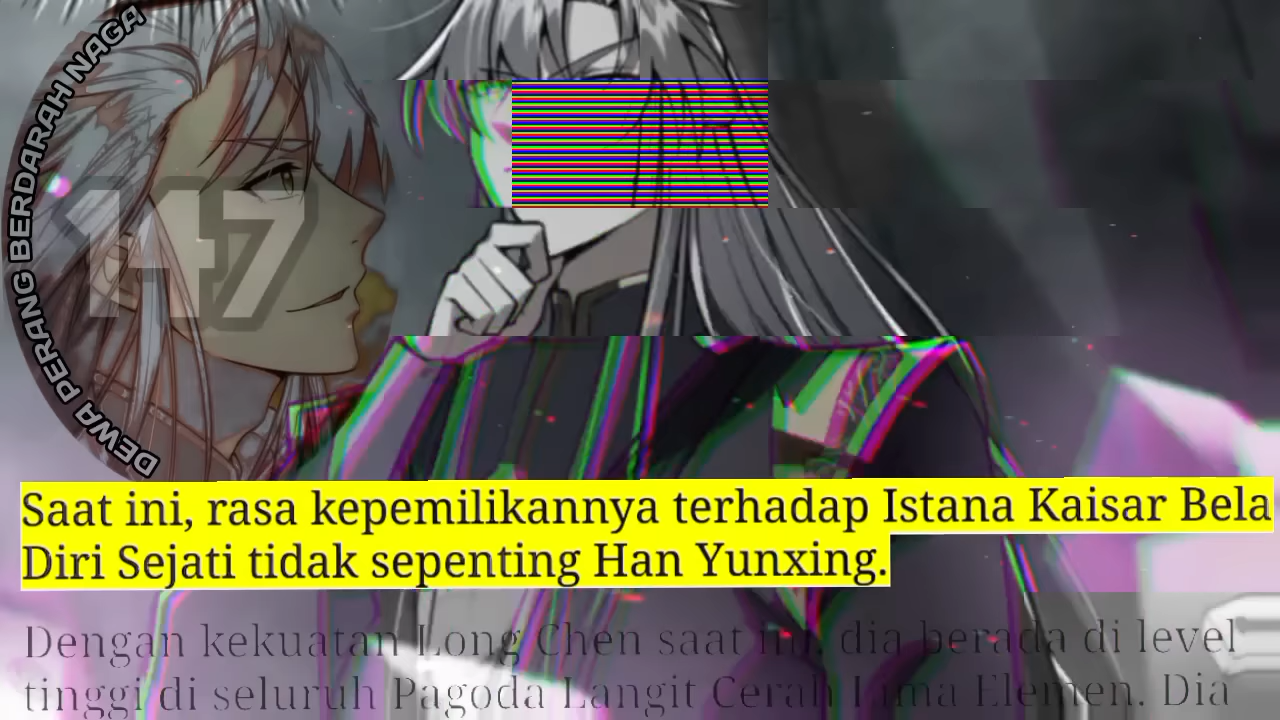 DEWA PERANG BERDARAH NAGA
147
Saat ini, rasa kepemilikannya terhadap Istana Kaisar Bela
Diri Sejati tidak sepenting Han Yunxing.
Dengan kekuatan Long Chen saat ini, dia berada di level
tinggi di seluruh Pagoda Langit Cerah Lima Elemen. Dia